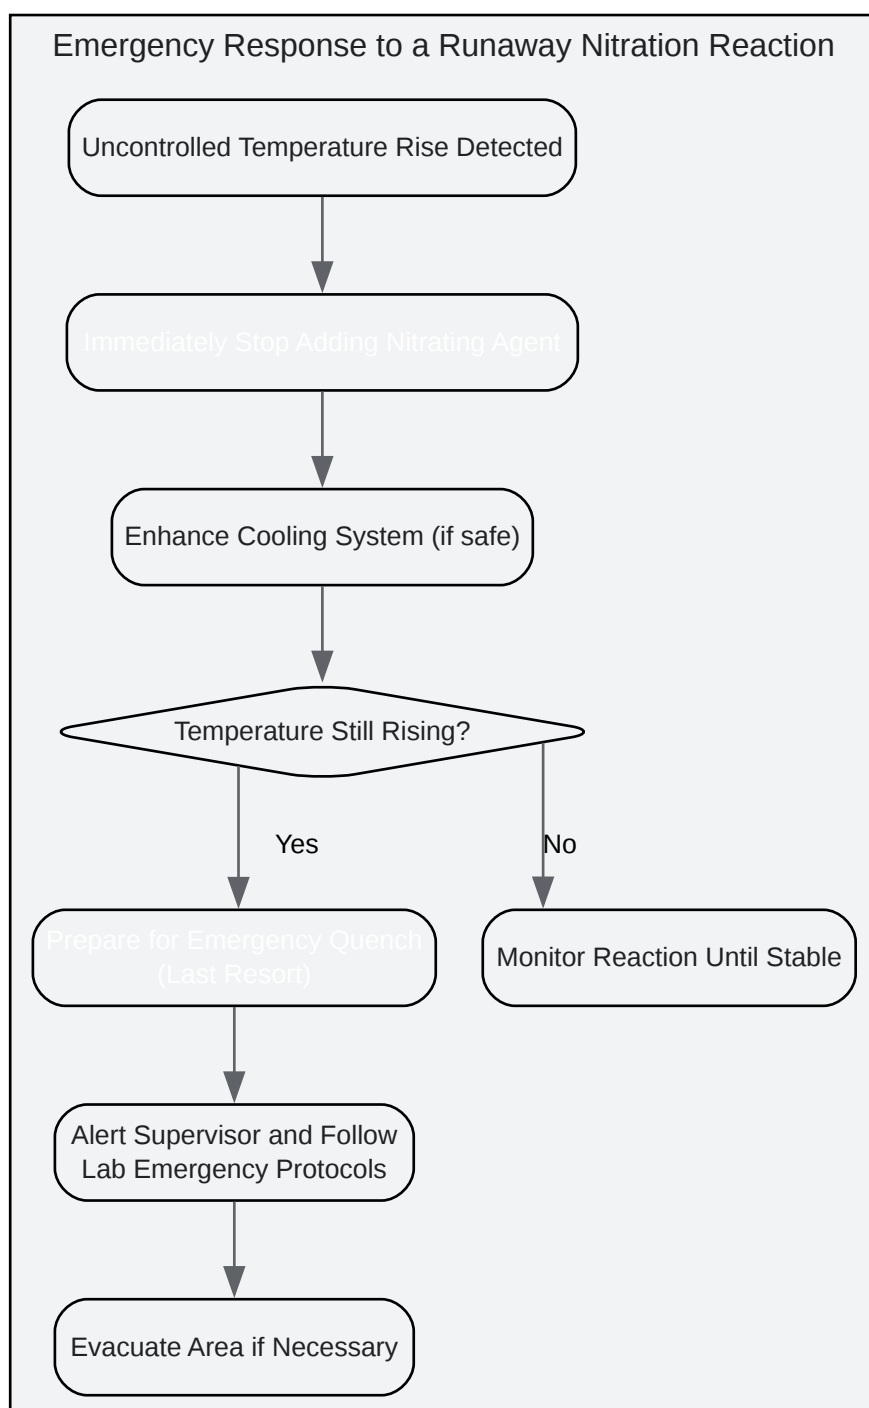 Emergency Response to a Runaway Nitration Reaction
Uncontrolled Temperature Rise Detected
Immediately Stop Adding Nitrating Agent
Enhance Cooling System (if safe)
Temperature Still Rising?
Yes
No
Prepare for Emergency Quench
(Last Resort)
Monitor Reaction Until Stable
Alert Supervisor and Follow
Lab Emergency Protocols
Evacuate Area if Necessary